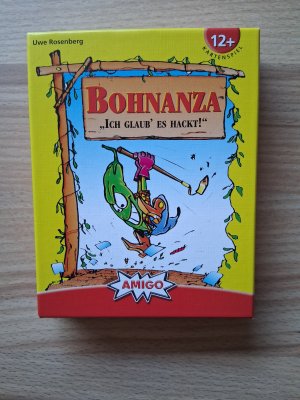 Uwe Rosenberg
12+
KARTENSPIEL
BOHNANZA
„ICH GLAUB' ES HACKT!“
AMIGO